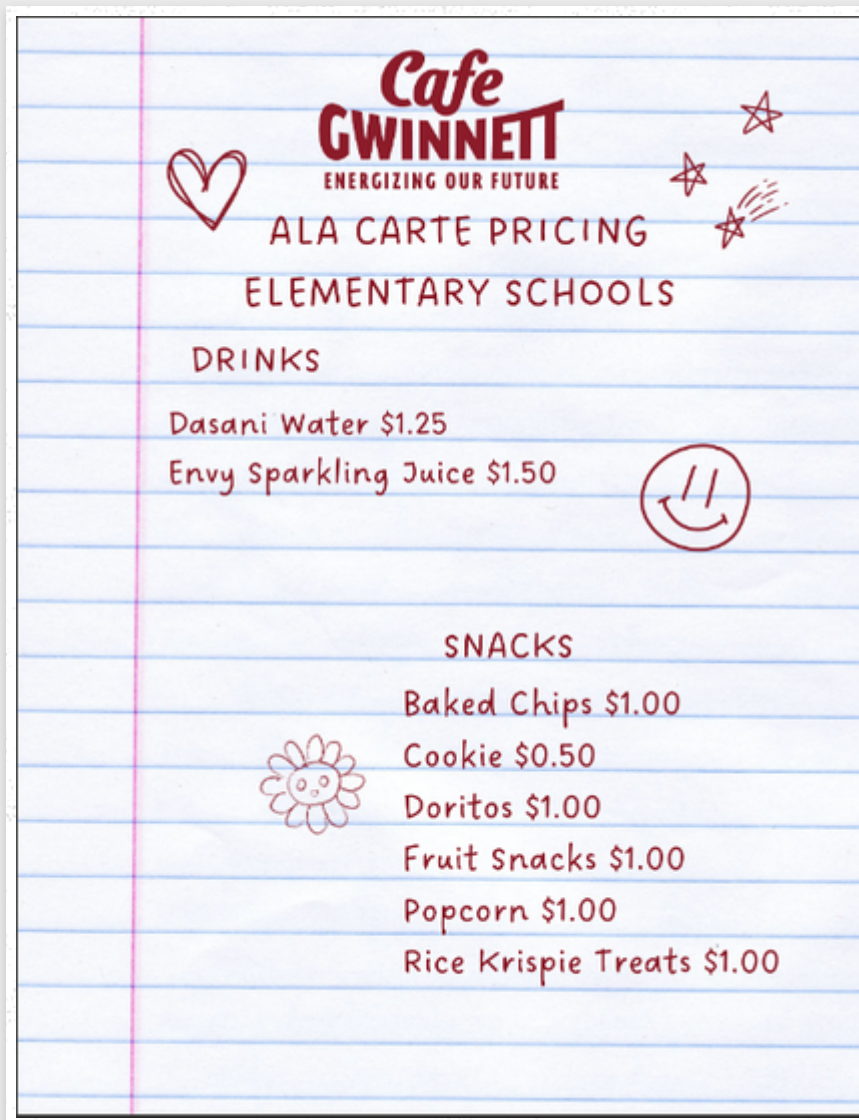 Cafe
GWINNETT
ENERGIZING OUR FUTURE
ALA CARTE PRICING
ELEMENTARY SCHOOLS
DRINKS
Dasani Water $1.25
Envy Sparkling Juice $1.50
SNACKS
Baked Chips $1.00
Cookie $0.50
Doritos $1.00
Fruit Snacks $1.00
Popcorn $1.00
Rice Krispie Treats $1.00